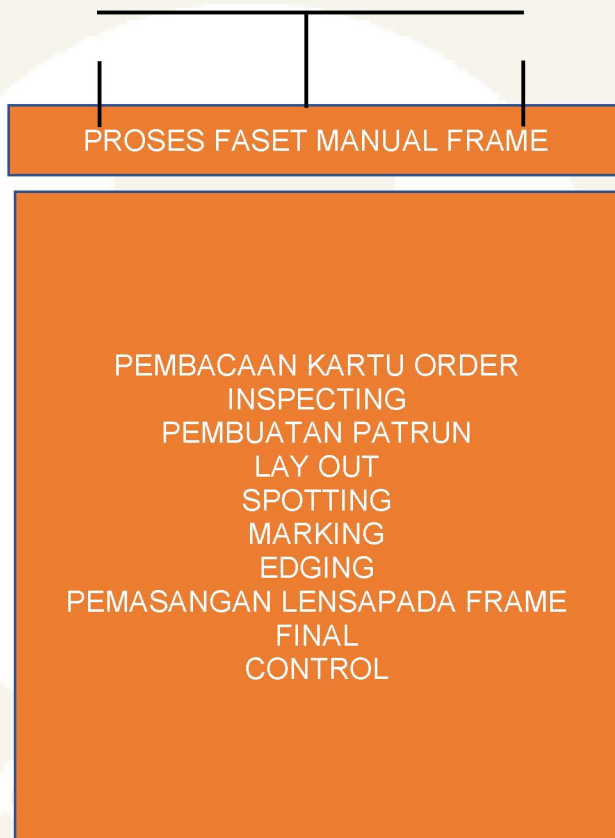 PROSES FASET MANUAL FRAME
PEMBACAAN KARTU ORDER
INSPECTING
PEMBUATAN PATRUN
LAY OUT
SPOTTING
MARKING
EDGING
PEMASANGAN LENSAPADA FRAME
FINAL
CONTROL